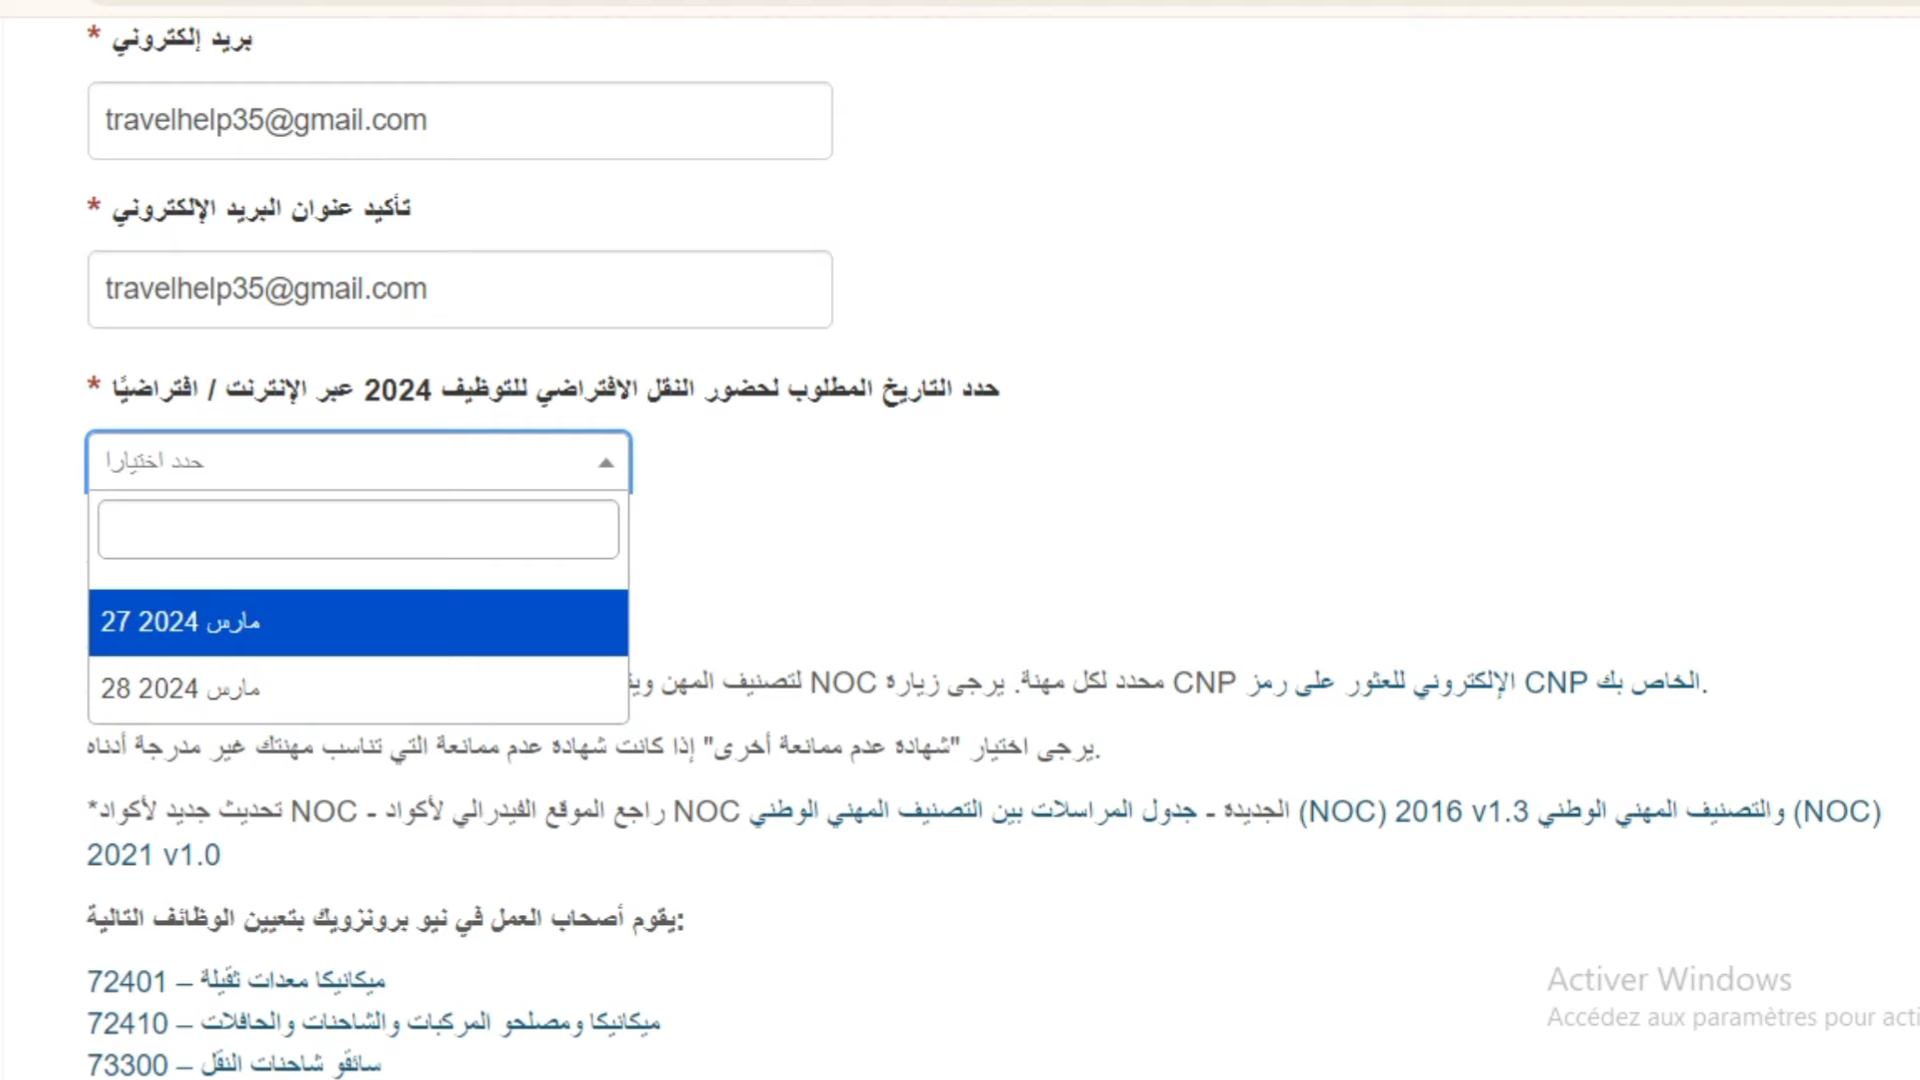 بريد إلكتروني *
travelhelp35@gmail.com
تأكيد عنوان البريد الإلكتروني *
travelhelp35@gmail.com
حدد التاريخ المطلوب لحضور النقل الافتراضي للتوظيف 2024 عبر الإنترنت / افتراضيًا *
حدد اختيارا
27 مارس 2024
28 مارس 2024
الخاص بك CNP الإلكتروني للعثور على رمز CNP محدد لكل مهنة. يرجى زيارة NOC لتصنيف المهن
يرجى اختيار "شهادة عدم ممانعة أخرى" إذا كانت شهادة عدم ممانعة التي تناسب مهنتك غير مدرجة أدناه.
*تحديث جديد لأكواد NOC - راجع الموقع الفيدرالي لأكواد NOC الجديدة - جدول المراسلات بين التصنيف المهني الوطني (NOC) 2016 v1.3 والتصنيف المهني الوطني (NOC)
2021 v1.0
يقوم أصحاب العمل في نيو برونزويك بتعيين الوظائف التالية:
72401 – ميكانيكا معدات ثقيلة
72410 – ميكانيكا ومصلحو المركبات والشاحنات والحافلات
73300 – سائقو شاحنات النقل
Activer Windows
Accédez aux paramètres pour